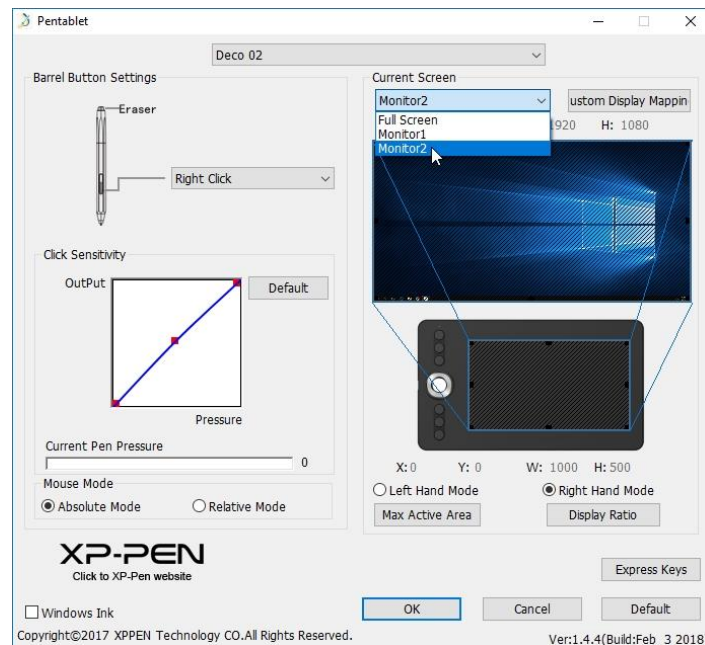 Pentablet
Deco 02
Barrel Button Settings
Eraser
Right Click
Click Sensitivity
OutPut
Default
Pressure
Current Pen Pressure
0
Mouse Mode
Absolute Mode
Relative Mode
Current Screen
Monitor2
ustom Display Mappin
Full Screen
Monitor1
Monitor2
1920 H: 1080
X: 0 Y: 0 W: 1000 H: 500
Left Hand Mode
Right Hand Mode
Max Active Area
Display Ratio
XP-PEN
Click to XP-Pen website
Express Keys
Windows Ink
OK
Cancel
Default
Copyright©2017 XPPEN Technology CO.All Rights Reserved.
Ver:1.4.4(Build:Feb 3 2018